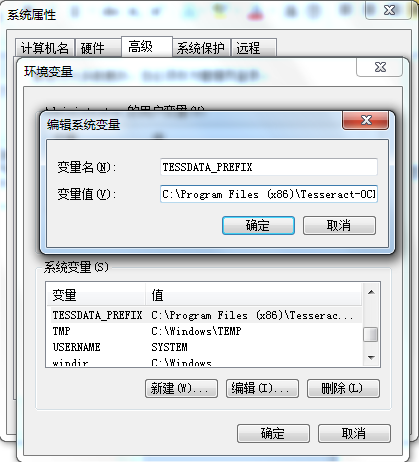 系统属性
计算机名 硬件 高级 系统保护 远程
环境变量
编辑系统变量
变量名(N): TESSDATA_PREFIX
变量值(V): C:\Program Files (x86)\Tesseract-OC
确定 取消
系统变量(S)
变量 值
TESSDATA_PREFIX C:\Program Files (x86)\Tesserac...
TMP C:\Windows\TEMP
USERNAME SYSTEM
windir C:\Windows
新建(W)... 编辑(I)... 删除(L)
确定 取消